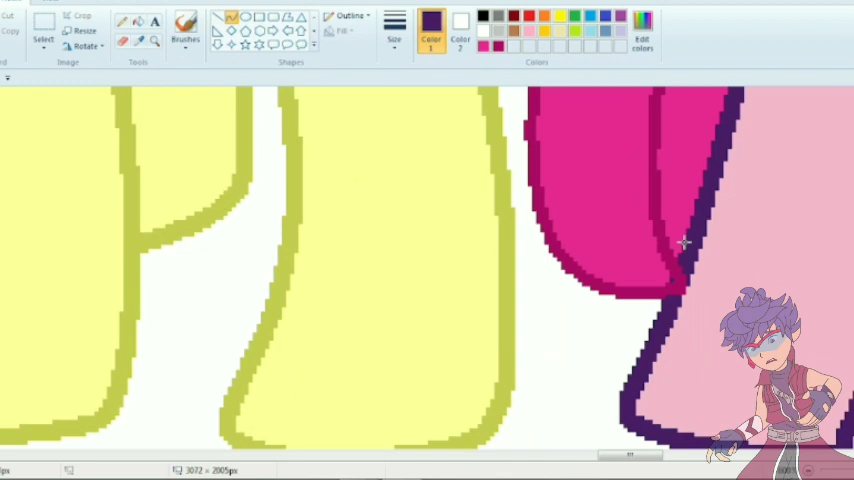 Cut
Copy
Select
Crop
Resize
Rotate
Image
A
Tools
Brushes
Outline
Fill
Shapes
Size
Color
1
Color
2
Edit
colors
Colors
px
3072 × 2005px